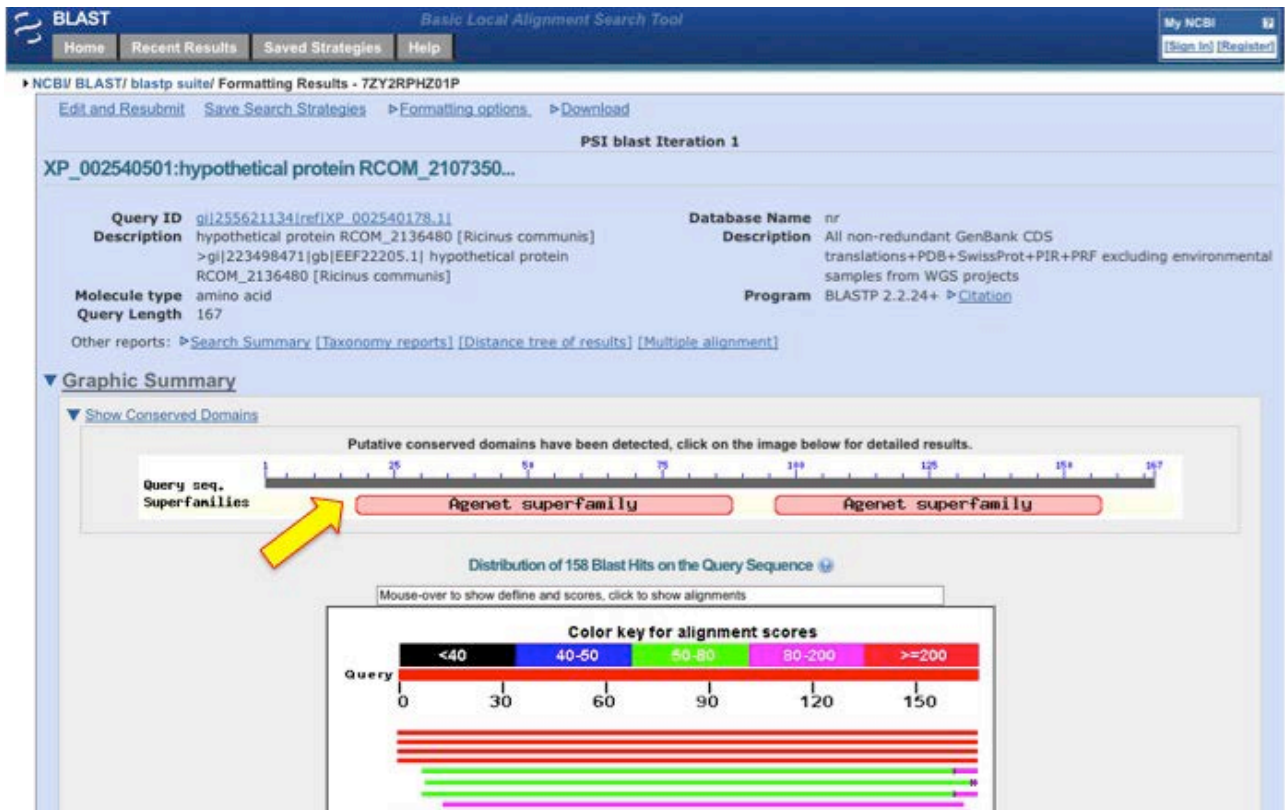 BLAST
Basic Local Alignment Search Tool
My NCBI
Home Recent Results Saved Strategies Help
[Sign In] [Register]
NCBI/ BLAST/ blastp suite/ Formatting Results - 7ZY2RPHZ01P
Edit and Resubmit Save Search Strategies Formatting options Download
PSI blast Iteration 1
XP_002540501:hypothetical protein RCOM_2107350...
Query ID gi|255621134|ref|XP_002540178.1| Database Name nr
Description hypothetical protein RCOM_2136480 [Ricinus communis] Description All non-redundant GenBank CDS
>gi|223498471|gb|EEF22205.1| hypothetical protein translations+PDB+SwissProt+PIR+PRF excluding environmental
RCOM_2136480 [Ricinus communis] samples from WGS projects
Molecule type amino acid Program BLASTP 2.2.24+ Citation
Query Length 167
Other reports: Search Summary [Taxonomy reports] [Distance tree of results] [Multiple alignment]
Graphic Summary
Show Conserved Domains
Putative conserved domains have been detected, click on the image below for detailed results.
1 25 50 75 100 125 150 167
Query seq.
Superfamilies Agenet superfamily Agenet superfamily
Distribution of 158 Blast Hits on the Query Sequence
Mouse-over to show defline and scores, click to show alignments
Color key for alignment scores
<40 40-50 50-80 80-200 >=200
Query
0 30 60 90 120 150